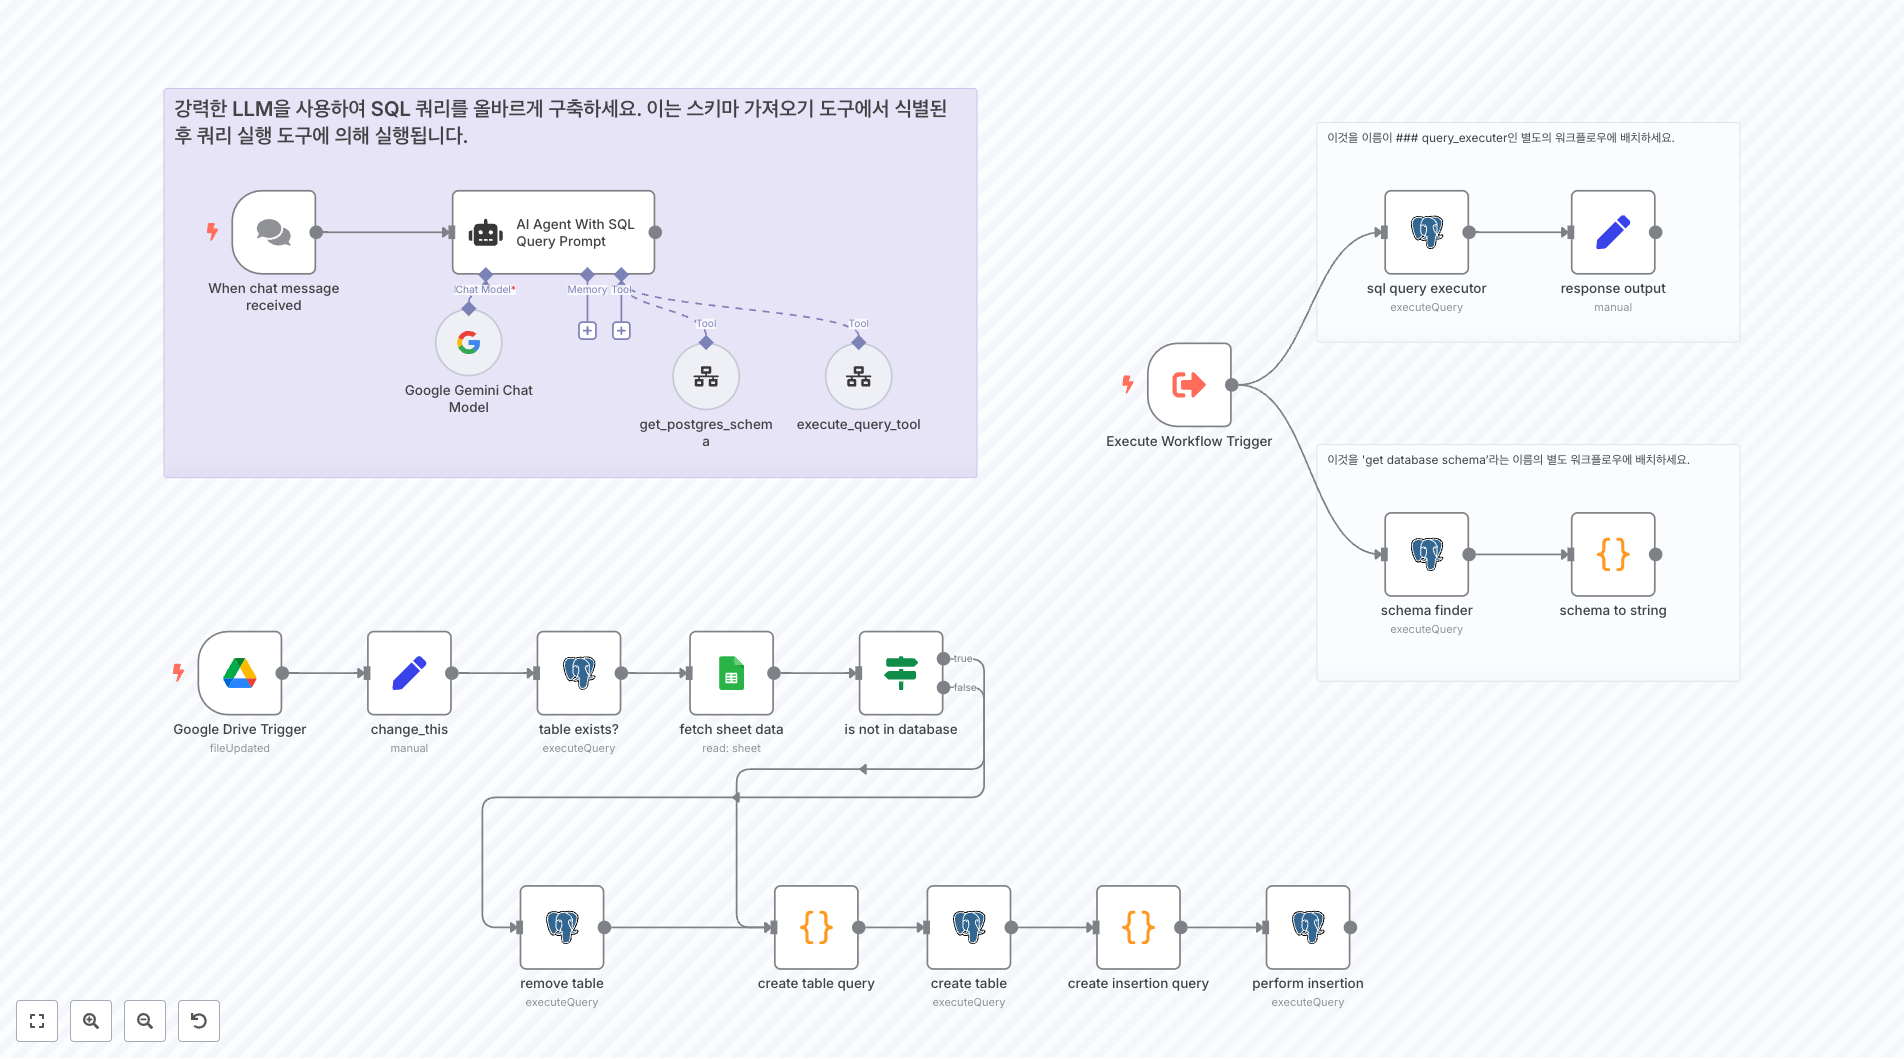 강력한 LLM을 사용하여 SQL 쿼리를 올바르게 구축하세요. 이는 스키마 가져오기 도구에서 식별된
후 쿼리 실행 도구에 의해 실행됩니다.
When chat message
received
AI Agent With SQL
Query Prompt
Chat Model*
Memory
Tool
Google Gemini Chat
Model
Tool
get_postgres_schem
a
Tool
execute_query_tool
Execute Workflow Trigger
이것을 이름이 ### query_executer인 별도의 워크플로우에 배치하세요.
sql query executor
executeQuery
response output
manual
이것을 'get database schema'라는 이름의 별도 워크플로우에 배치하세요.
schema finder
executeQuery
schema to string
Google Drive Trigger
fileUpdated
change_this
manual
table exists?
executeQuery
fetch sheet data
read: sheet
is not in database
true
false
remove table
executeQuery
create table query
create table
executeQuery
create insertion query
perform insertion
executeQuery